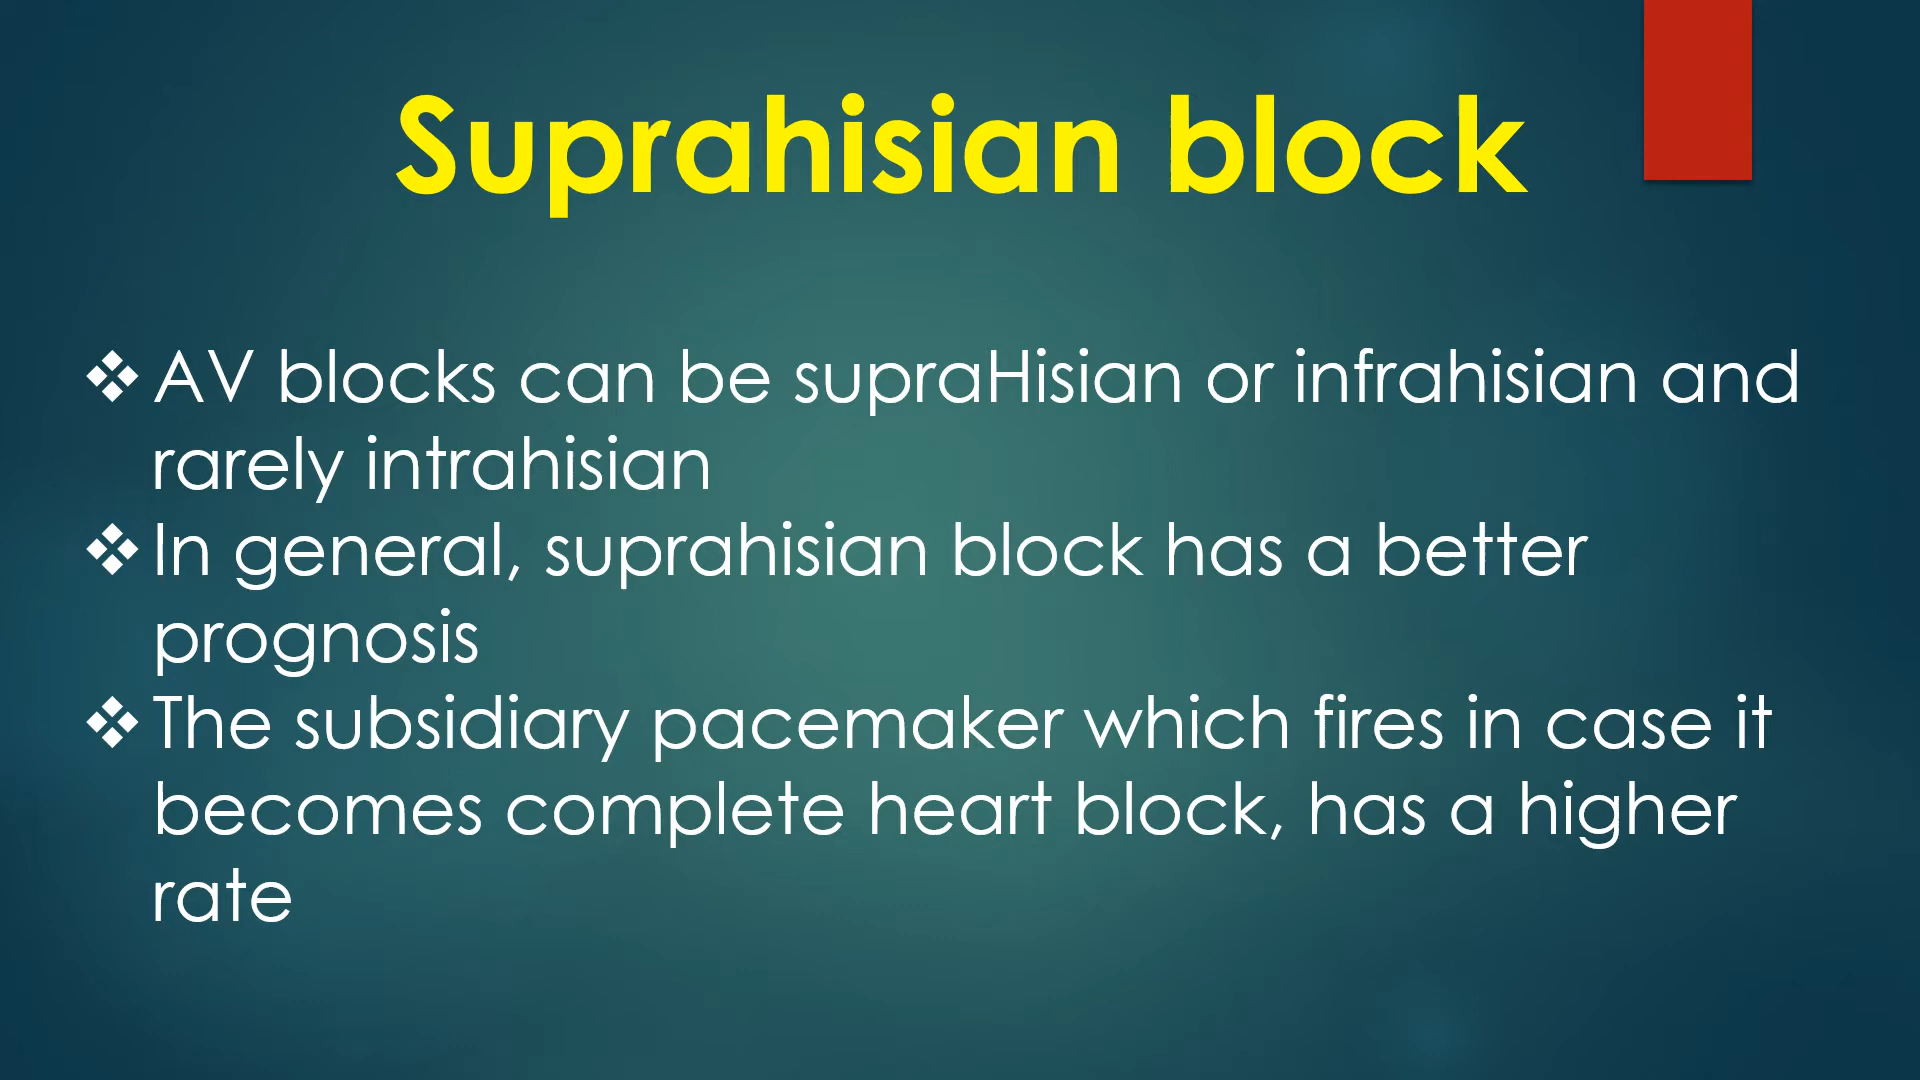 Suprahisian block
❖ AV blocks can be supraHisian or infrahisian and
rarely intrahisian
❖ In general, suprahisian block has a better
prognosis
❖ The subsidiary pacemaker which fires in case it
becomes complete heart block, has a higher
rate